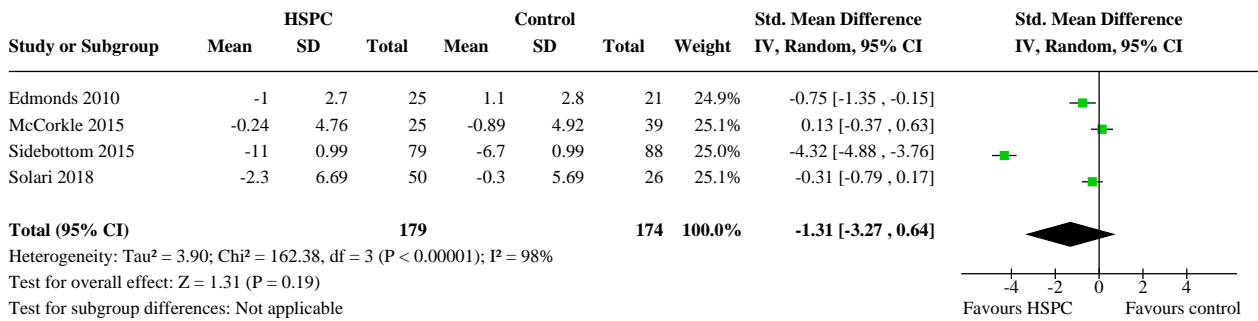 HSPC Control Std. Mean Difference Std. Mean Difference
Study or Subgroup Mean SD Total Mean SD Total Weight IV, Random, 95% CI IV, Random, 95% CI
Edmonds 2010 -1 2.7 25 1.1 2.8 21 24.9% -0.75 [-1.35 , -0.15]
McCorkle 2015 -0.24 4.76 25 -0.89 4.92 39 25.1% 0.13 [-0.37 , 0.63]
Sidebottom 2015 -11 0.99 79 -6.7 0.99 88 25.0% -4.32 [-4.88 , -3.76]
Solari 2018 -2.3 6.69 50 -0.3 5.69 26 25.1% -0.31 [-0.79 , 0.17]
Total (95% CI) 179 174 100.0% -1.31 [-3.27 , 0.64]
Heterogeneity: Tau² = 3.90; Chi² = 162.38, df = 3 (P < 0.00001); I² = 98%
Test for overall effect: Z = 1.31 (P = 0.19)
-4 -2 0 2 4
Test for subgroup differences: Not applicable Favours HSPC Favours control